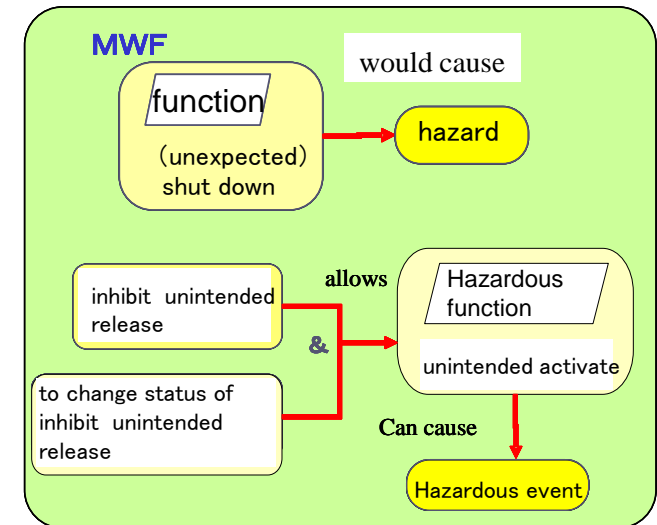 MWF
would cause
function
(unexpected)
shut down
hazard
allows
inhibit unintended
release
&
to change status of
inhibit unintended
release
Hazardous
function
unintended activate
Can cause
Hazardous event